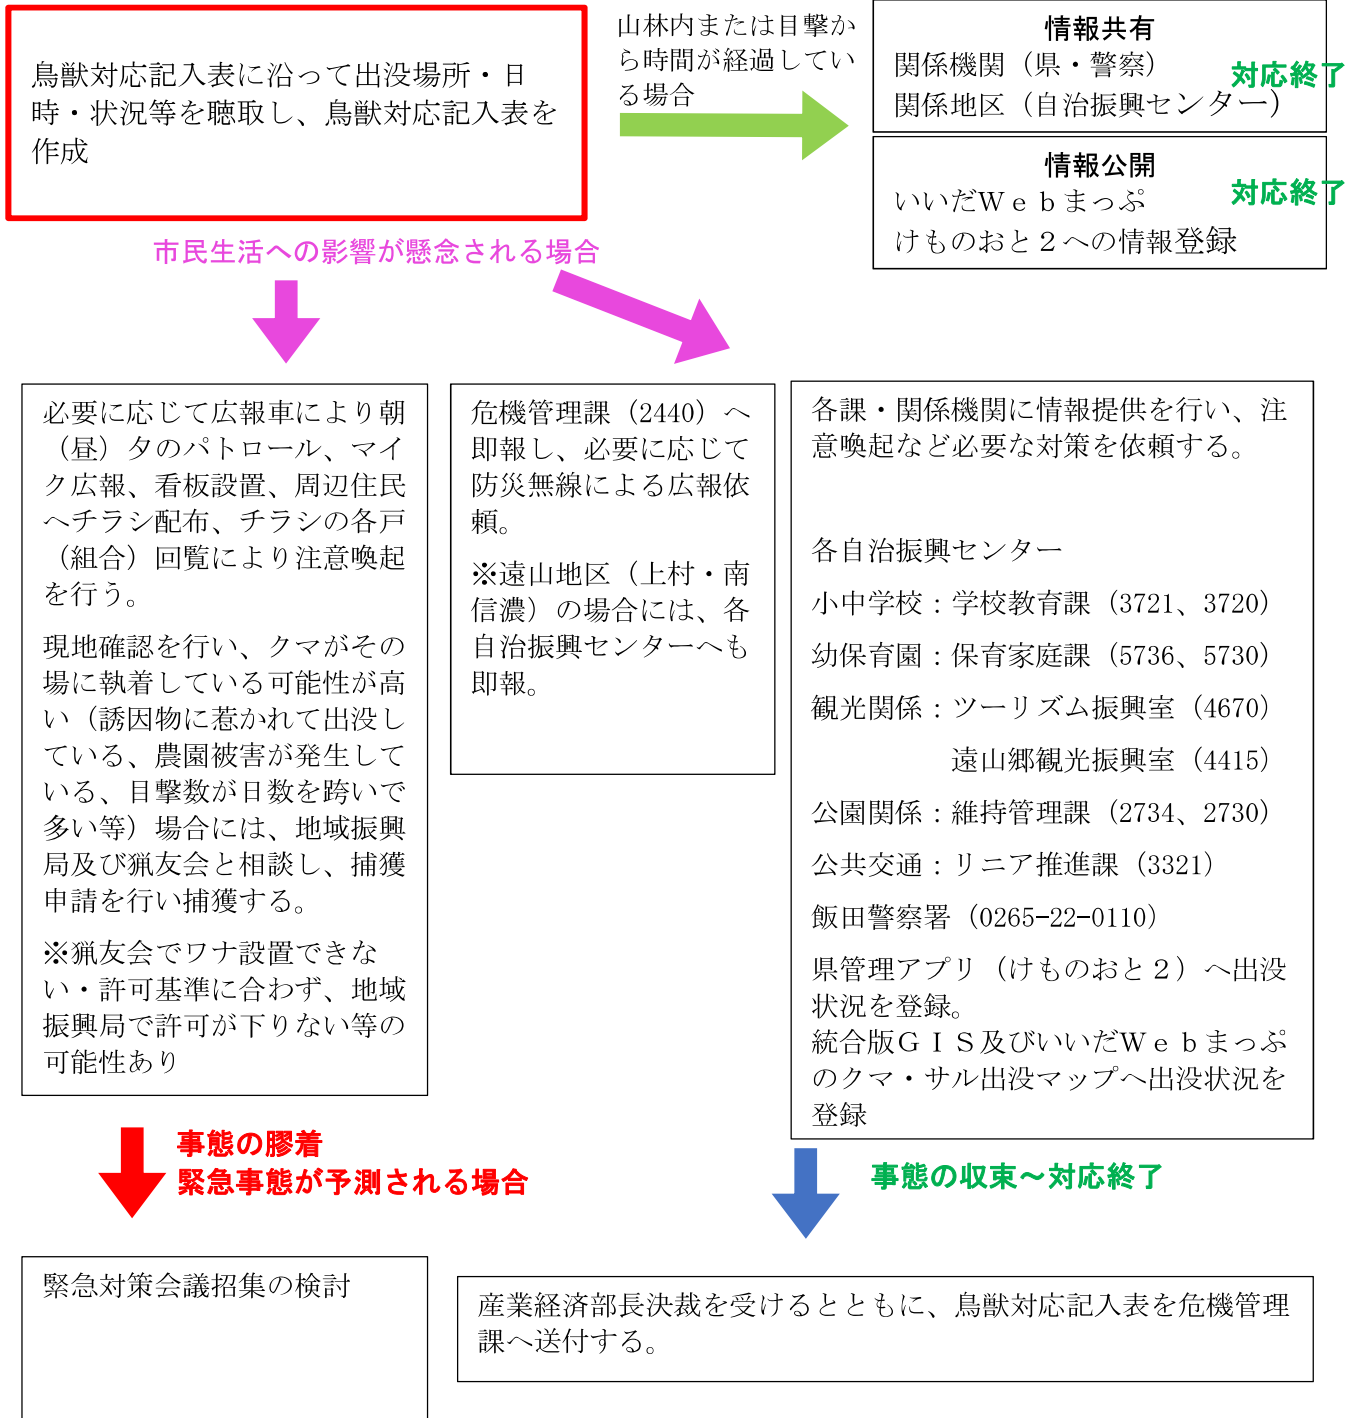 鳥獣対応記入表に沿って出没場所・日
時・状況等を聴取し、鳥獣対応記入表を
作成
山林内または目撃か
ら時間が経過してい
る場合
情報共有
関係機関（県・警察）
関係地区（自治振興センター）
対応終了
情報公開
いいだWebまっぷ
けものおと２への情報登録
対応終了
市民生活への影響が懸念される場合
必要に応じて広報車により朝
（昼）夕のパトロール、マイ
ク広報、看板設置、周辺住民
へチラシ配布、チラシの各戸
（組合）回覧により注意喚起
を行う。
現地確認を行い、クマがその
場に執着している可能性が高
い（誘因物に惹かれて出没し
ている、農園被害が発生して
いる、目撃数が日数を跨いで
多い等）場合には、地域振興
局及び猟友会と相談し、捕獲
申請を行い捕獲する。
※猟友会でワナ設置できな
い・許可基準に合わず、地域
振興局で許可が下りない等の
可能性あり
危機管理課（2440）へ
即報し、必要に応じて
防災無線による広報依
頼。
※遠山地区（上村・南
信濃）の場合には、各
自治振興センターへも
即報。
各課・関係機関に情報提供を行い、注
意喚起など必要な対策を依頼する。
各自治振興センター
小中学校：学校教育課（3721、3720）
幼保育園：保育家庭課（5736、5730）
観光関係：ツーリズム振興室（4670）
遠山郷観光振興室（4415）
公園関係：維持管理課（2734、2730）
公共交通：リニア推進課（3321）
飯田警察署（0265-22-0110）
県管理アプリ（けものおと２）へ出没
状況を登録。
統合版ＧＩＳ及びいいだWebまっぷ
のクマ・サル出没マップへ出没状況を
登録
事態の膠着
緊急事態が予測される場合
事態の収束～対応終了
緊急対策会議招集の検討
産業経済部長決裁を受けるとともに、鳥獣対応記入表を危機管理
課へ送付する。